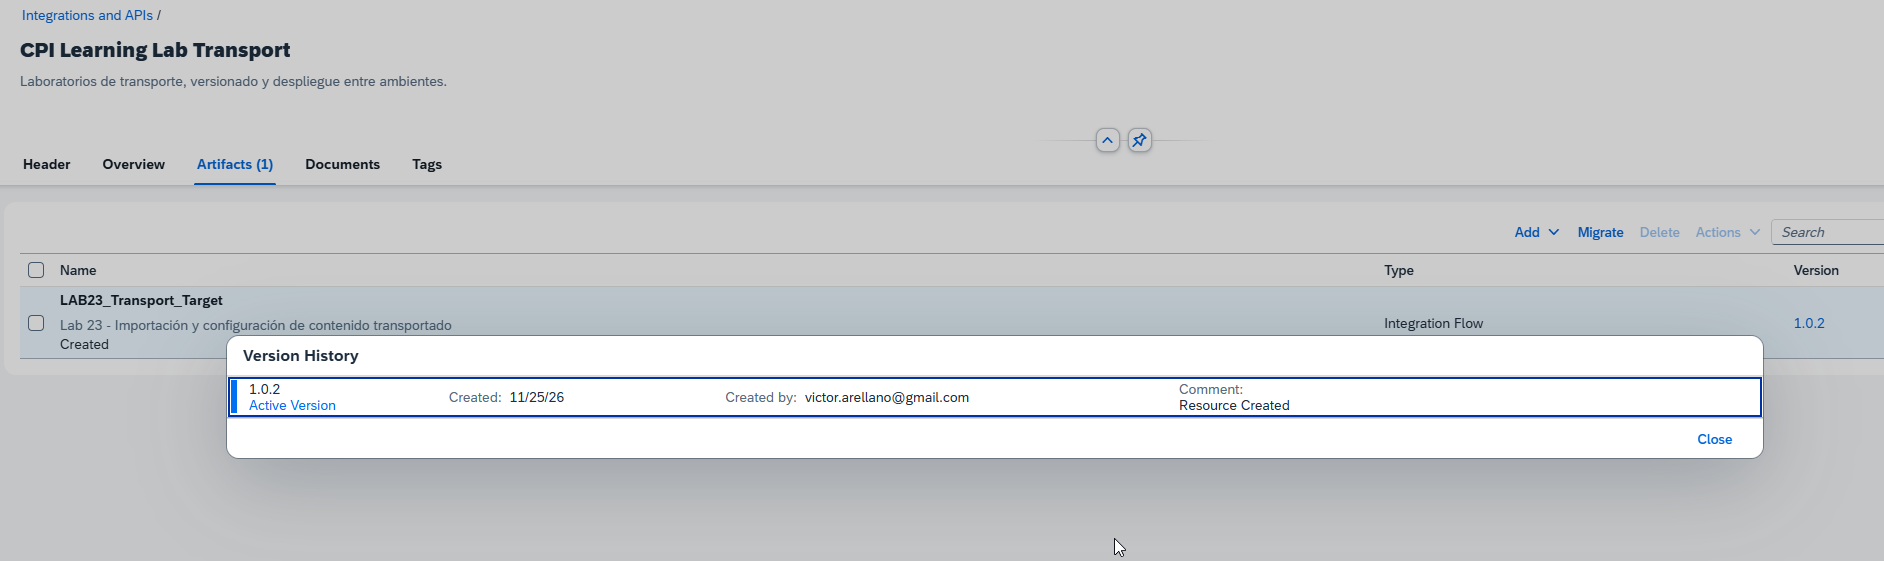 Integrations and APIs /
CPI Learning Lab Transport
Laboratorios de transporte, versionado y despliegue entre ambientes.
Header Overview Artifacts (1) Documents Tags
Add Migrate Delete Actions Search
Name Type Version
LAB23_Transport_Target
Lab 23 - Importación y configuración de contenido transportado
Created
Integration Flow 1.0.2
Version History
1.0.2
Active Version
Created: 11/25/26
Created by: victor.arellano@gmail.com
Comment:
Resource Created
Close